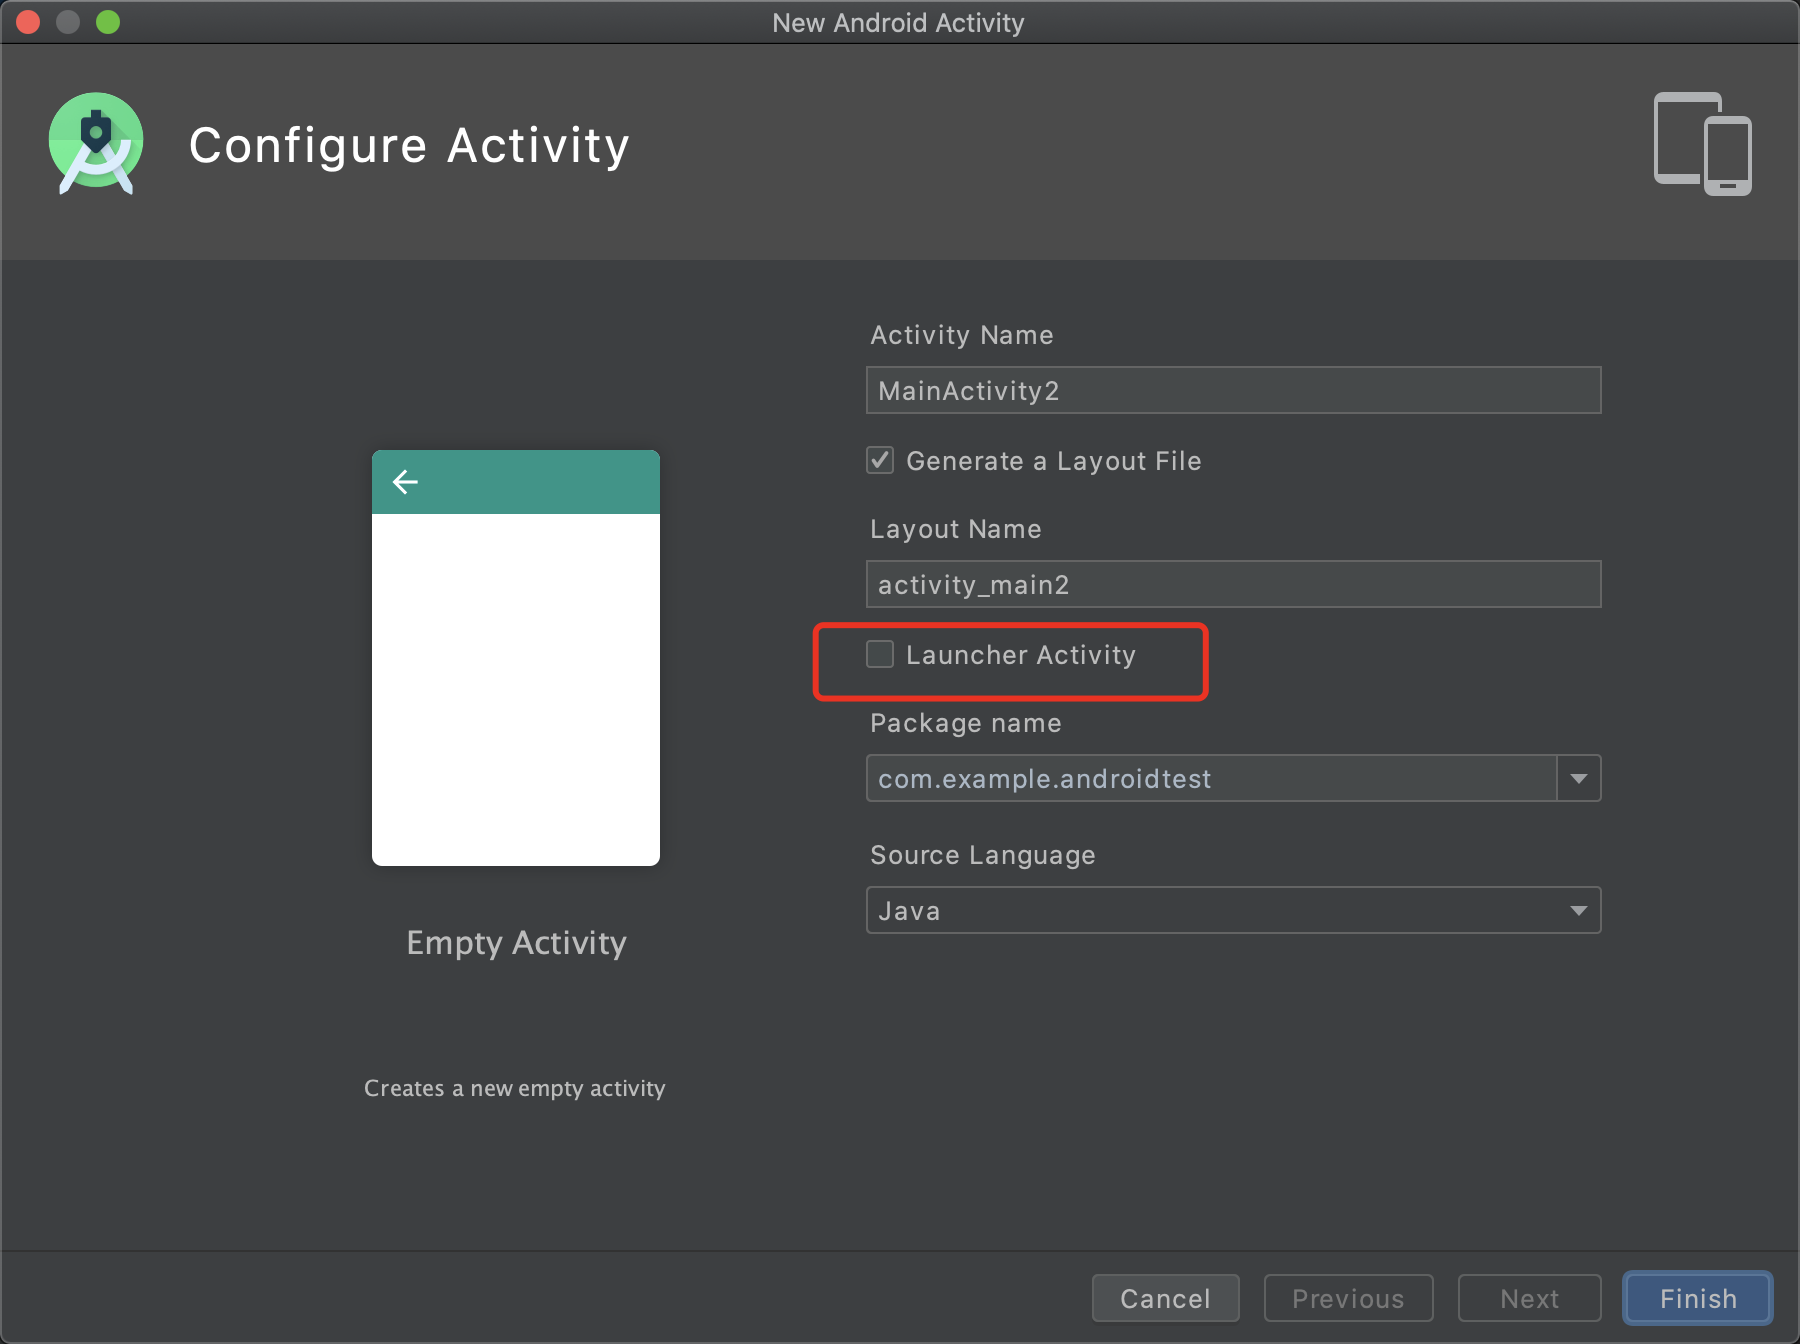 New Android Activity
Configure Activity
Activity Name
MainActivity2
Generate a Layout File
Layout Name
activity_main2
Launcher Activity
Package name
com.example.androidtest
Source Language
Java
Empty Activity
Creates a new empty activity
Cancel
Previous
Next
Finish